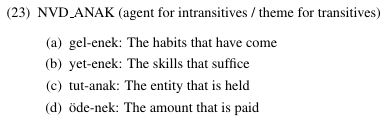 (23) NVD_ANAK (agent for intransitives / theme for transitives)
(a) gel-enek: The habits that have come
(b) yet-enek: The skills that suffice
(c) tut-anak: The entity that is held
(d) öde-nek: The amount that is paid